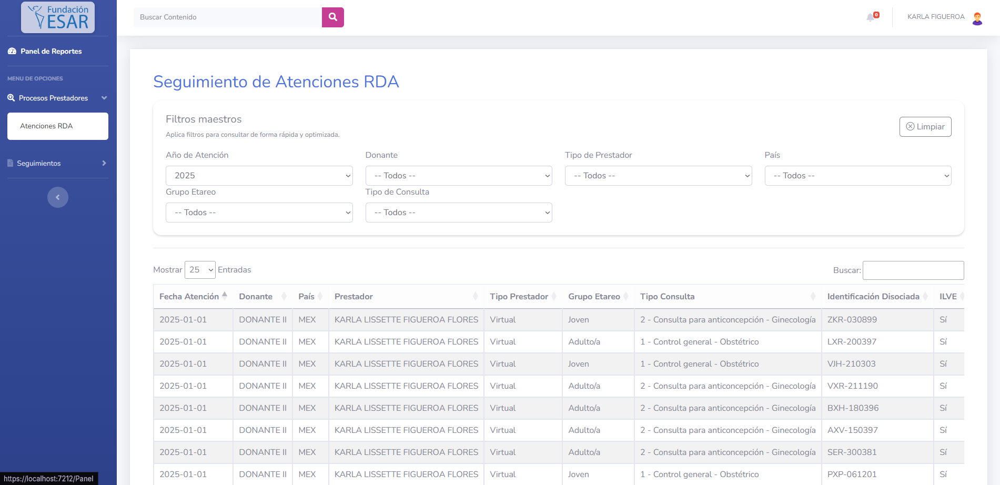 Fundación
ESAR
Buscar Contenido
0
KARLA FIGUEROA
Panel de Reportes
MENU DE OPCIONES
Procesos Prestadores
Atenciones RDA
Seguimientos
Seguimiento de Atenciones RDA
Filtros maestros
Aplica filtros para consultar de forma rápida y optimizada.
Limpiar
Año de Atención Donante Tipo de Prestador País
2025 -- Todos -- -- Todos -- -- Todos --
Grupo Etareo Tipo de Consulta
-- Todos -- -- Todos --
Mostrar 25 Entradas Buscar:
Fecha Atención Donante País Prestador Tipo Prestador Grupo Etareo Tipo Consulta Identificación Disociada ILVE
2025-01-01 DONANTE II MEX KARLA LISSETTE FIGUEROA FLORES Virtual Joven 2 - Consulta para anticoncepción - Ginecología ZKR-030899 Sí
2025-01-01 DONANTE II MEX KARLA LISSETTE FIGUEROA FLORES Virtual Adulto/a 1 - Control general - Obstétrico LXR-200397 Sí
2025-01-01 DONANTE II MEX KARLA LISSETTE FIGUEROA FLORES Virtual Joven 1 - Control general - Obstétrico VJH-210303 Sí
2025-01-01 DONANTE II MEX KARLA LISSETTE FIGUEROA FLORES Virtual Adulto/a 2 - Consulta para anticoncepción - Ginecología VXR-211190 Sí
2025-01-01 DONANTE II MEX KARLA LISSETTE FIGUEROA FLORES Virtual Adulto/a 2 - Consulta para anticoncepción - Ginecología BXH-180396 Sí
2025-01-01 DONANTE II MEX KARLA LISSETTE FIGUEROA FLORES Virtual Adulto/a 2 - Consulta para anticoncepción - Ginecología AXV-150397 Sí
2025-01-01 DONANTE II MEX KARLA LISSETTE FIGUEROA FLORES Virtual Adulto/a 2 - Consulta para anticoncepción - Ginecología SER-300381 Sí
2025-01-01 DONANTE II MEX KARLA LISSETTE FIGUEROA FLORES Virtual Joven 1 - Control general - Obstétrico PXP-061201 Sí
https://localhost:7212/Panel